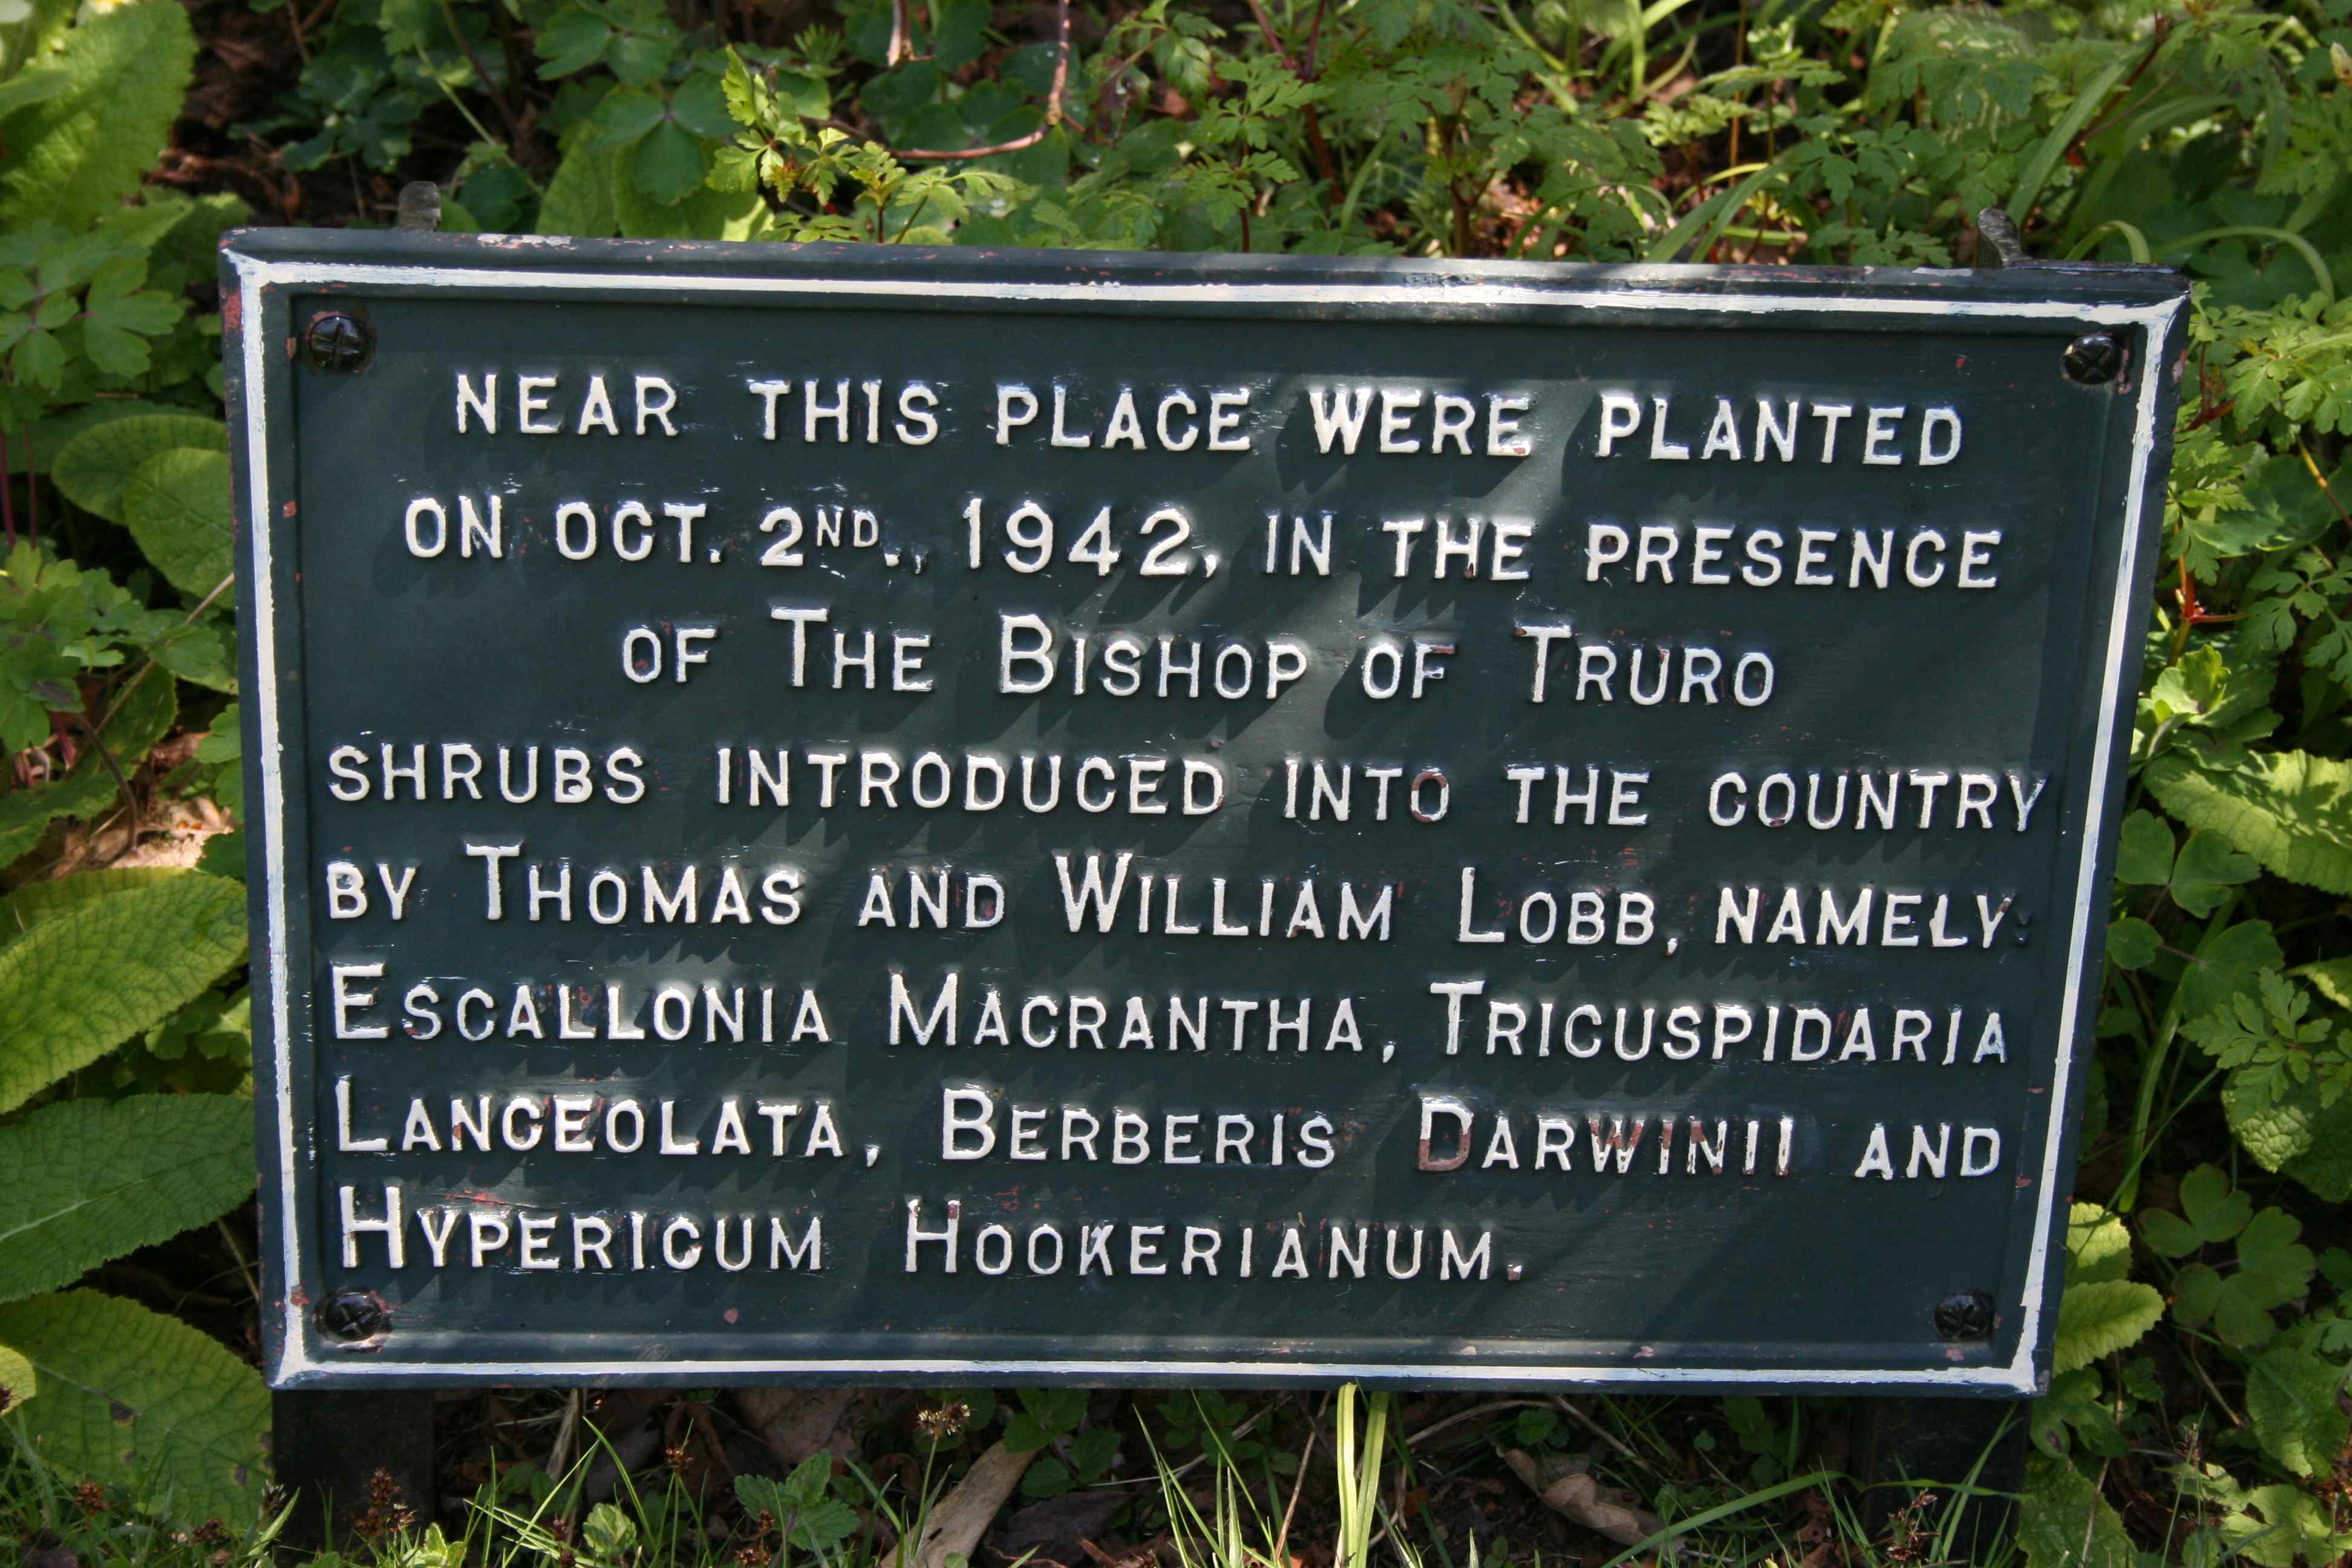 NEAR THIS PLACE WERE PLANTED
ON OCT. 2ND., 1942, IN THE PRESENCE
OF THE BISHOP OF TRURO
SHRUBS INTRODUCED INTO THE COUNTRY
BY THOMAS AND WILLIAM LOBB, NAMELY:
ESCALLONIA MACRANTHA, TRICUSPIDARIA
LANCEOLATA, BERBERIS DARWINII AND
HYPERICUM HOOKERIANUM.